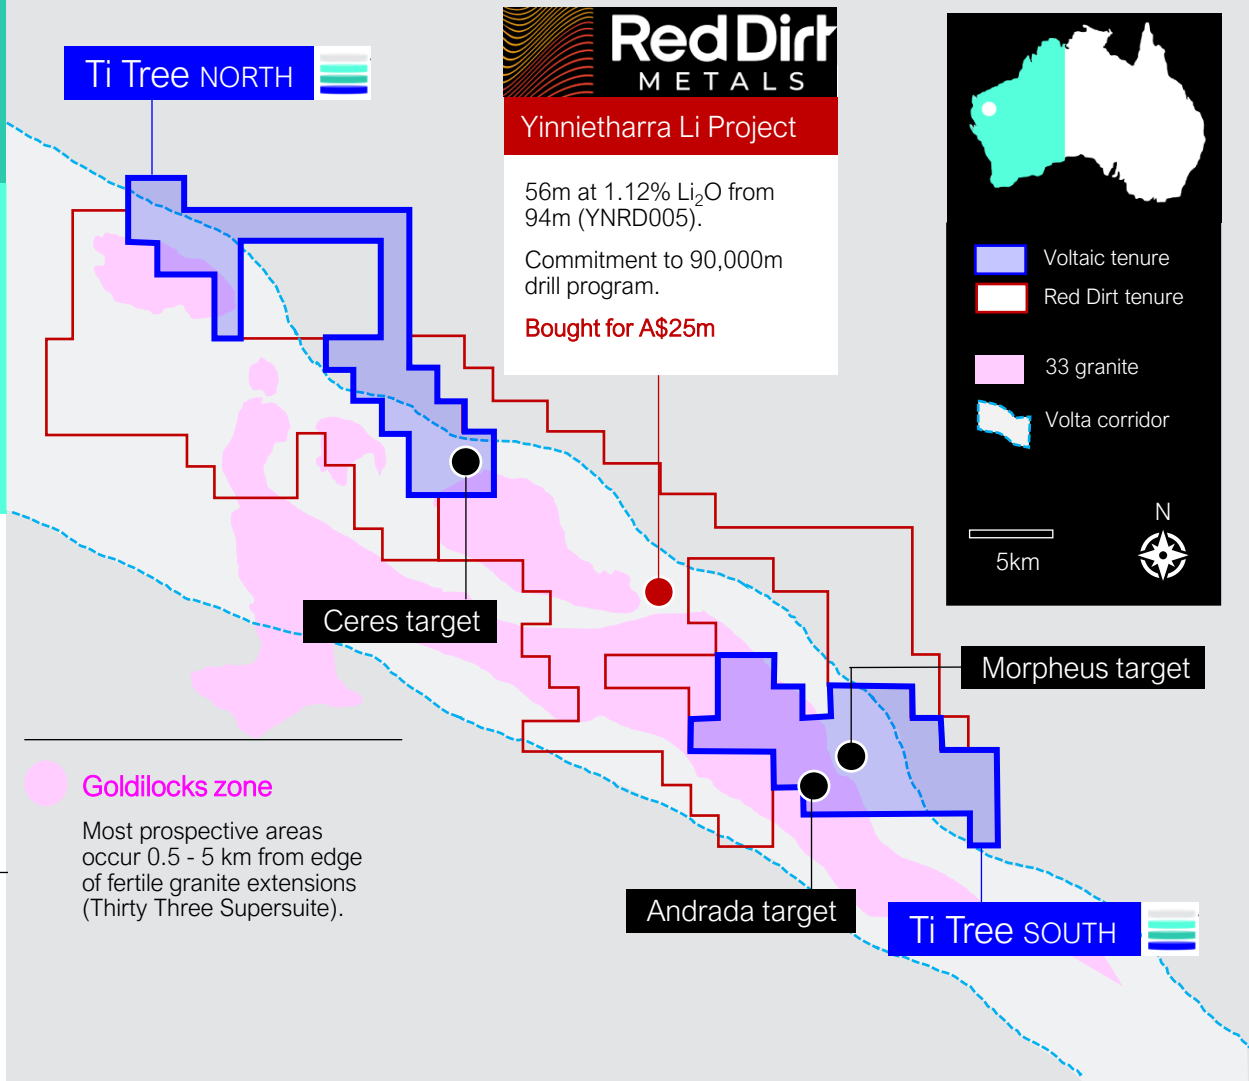 Ti Tree NORTH
Red Dirt
METALS
Yinnietharra Li Project
56m at 1.12% Li₂O from
94m (YNRD005).
Commitment to 90,000m
drill program.
Bought for A$25m
Voltaic tenure
Red Dirt tenure
33 granite
Volta corridor
5km
N
Ceres target
Morpheus target
Goldilocks zone
Most prospective areas
occur 0.5 - 5 km from edge
of fertile granite extensions
(Thirty Three Supersuite).
Andrada target
Ti Tree SOUTH